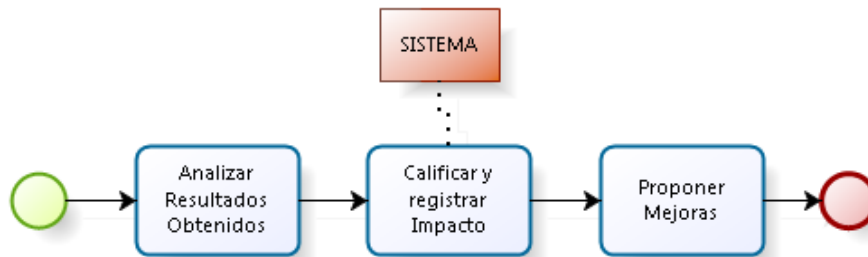 SISTEMA
Analizar
Resultados
Obtenidos
Calificar y
registrar
Impacto
Proponer
Mejoras